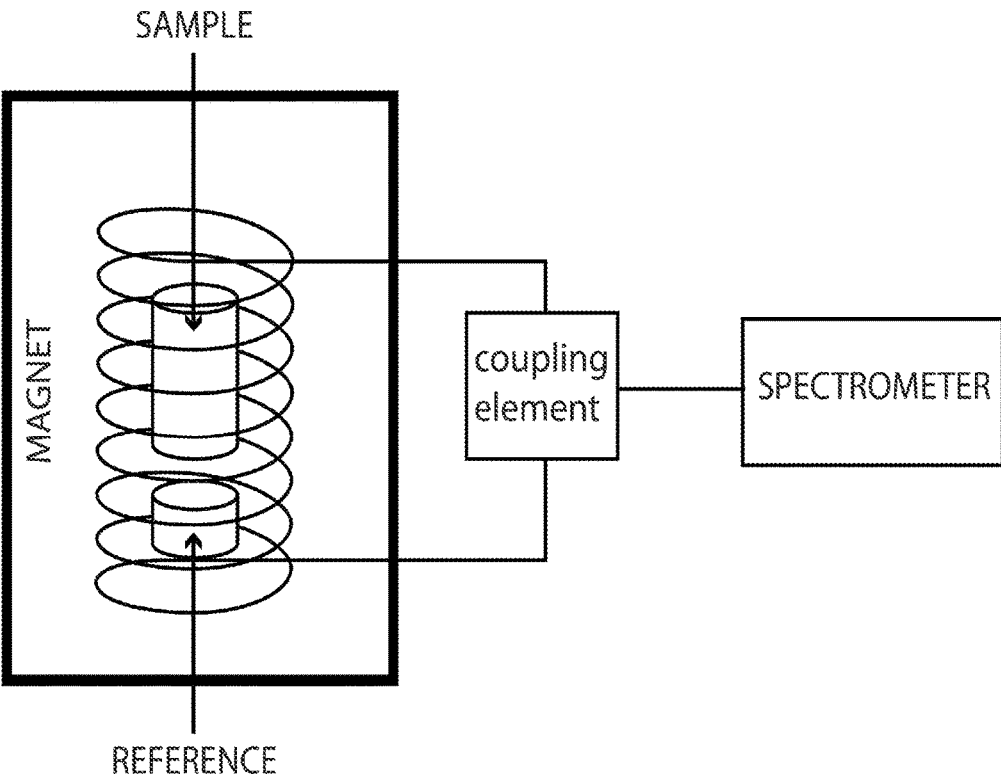 SAMPLE
MAGNET
coupling
element
SPECTROMETER
REFERENCE